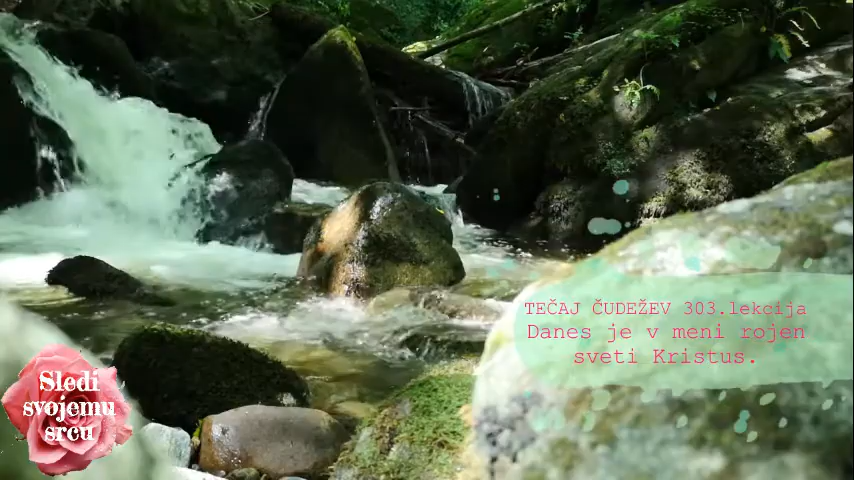 TEČAJ ČUDEŽEV 303.lekcija
Danes je v meni rojen
sveti Kristus.
Sledi
svojemu
srcu